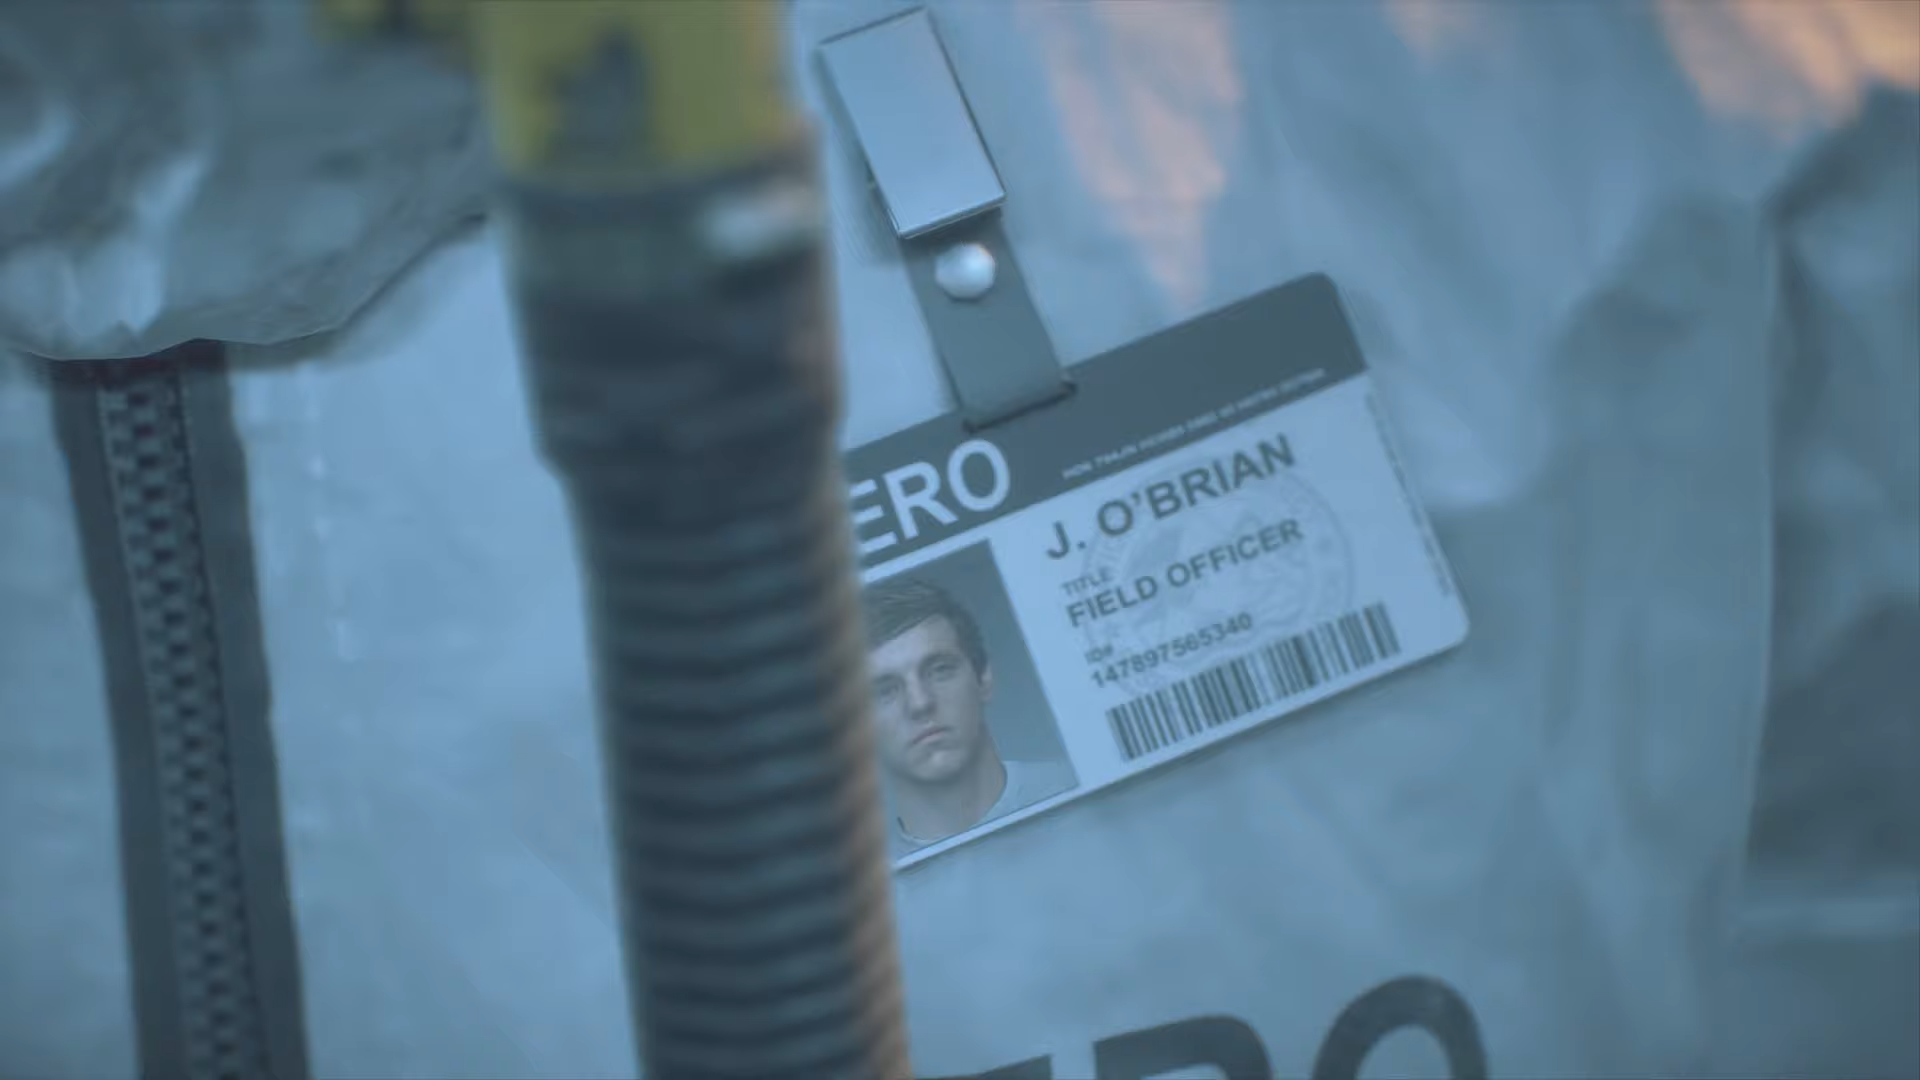 ERO
J. O'BRIAN
TITLE
FIELD OFFICER
ID#
147897565340
ERO